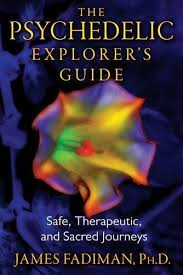 THE
PSYCHEDELIC
EXPLORER'S
GUIDE
Safe, Therapeutic,
and Sacred Journeys
JAMES FADIMAN, PH.D.